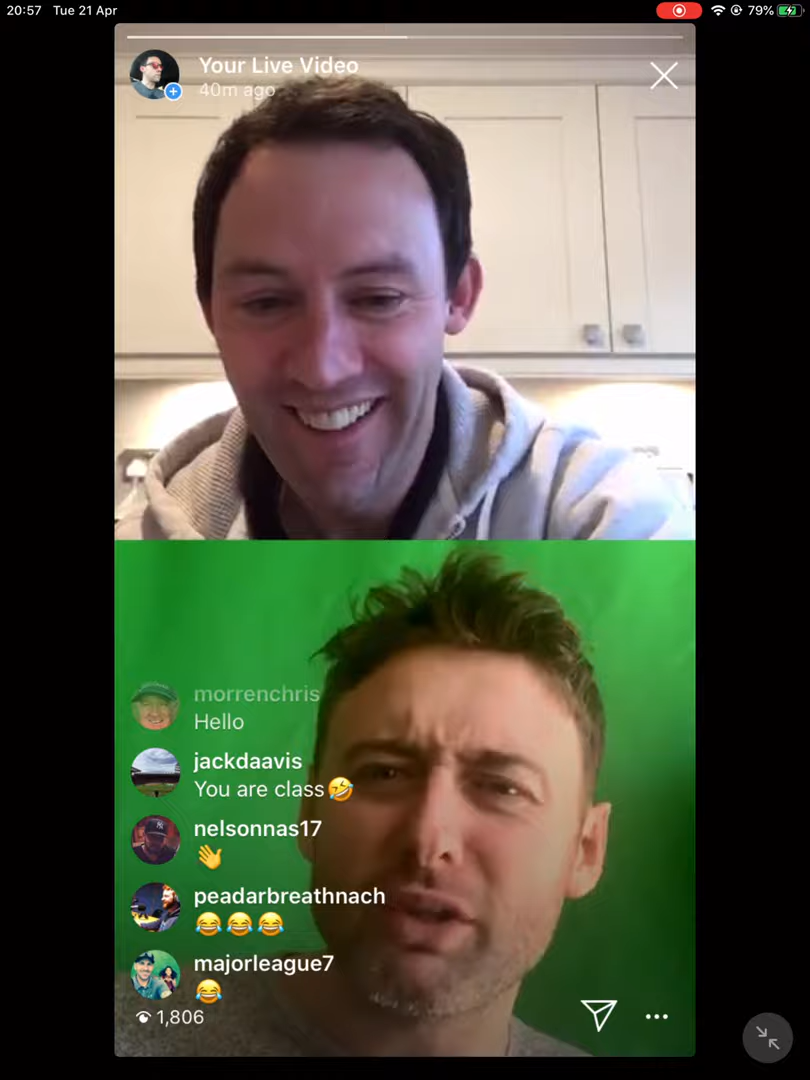 20:57 Tue 21 Apr
79%
Your Live Video
40m ago
morrenchris
Hello
jackdaavis
You are class🤣
nelsonnas17
👋
peadarbreathnach
😂😂😂
majorleague7
😂
1,806